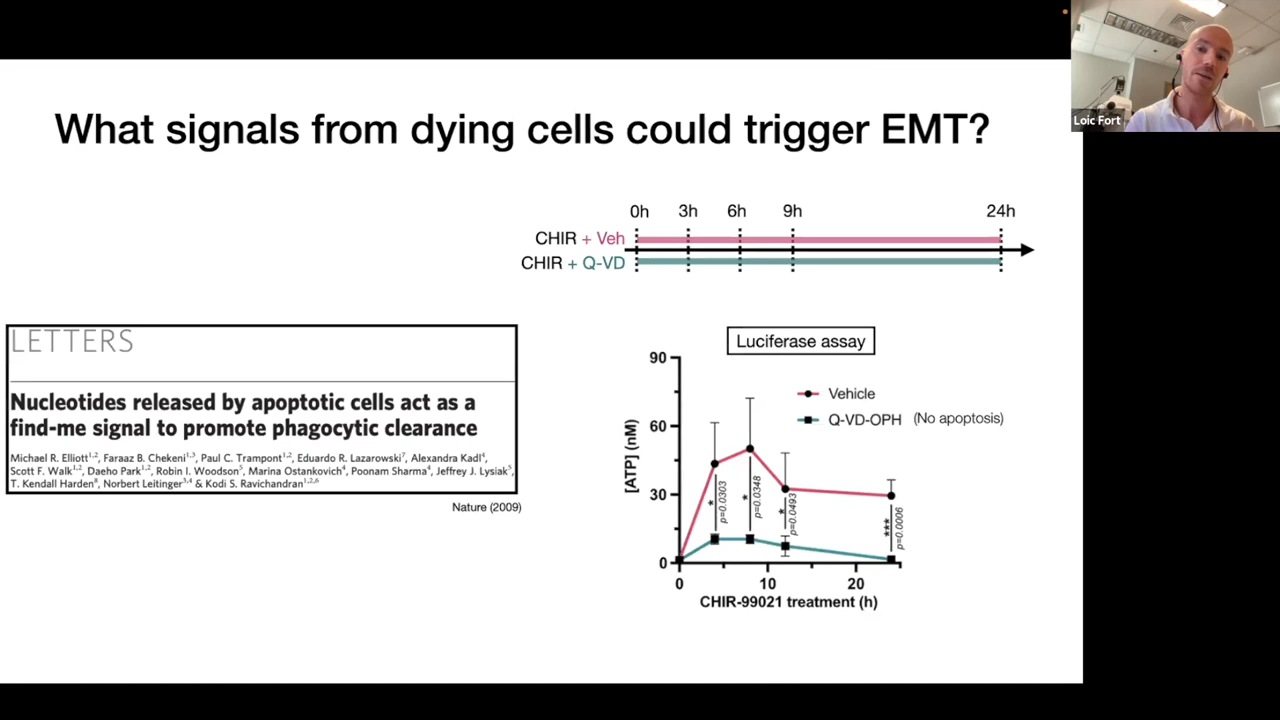 What signals from dying cells could trigger EMT?
Loic Fort
0h 3h 6h 9h 24h
CHIR + Veh
CHIR + Q-VD
LETTERS
Nucleotides released by apoptotic cells act as a
find-me signal to promote phagocytic clearance
Michael R. Elliott1,2, Faraaz B. Chekeni1,3, Paul C. Trampont1,2, Eduardo R. Lazarowski7, Alexandra Kadl4,
Scott F. Walk1,2, Daeho Park1,2, Robin I. Woodson5, Marina Ostankovich4, Poonam Sharma4, Jeffrey J. Lysiak5,
T. Kendall Harden8, Norbert Leitinger3,4 & Kodi S. Ravichandran1,2,6
Nature (2009)
Luciferase assay
Vehicle
Q-VD-OPH (No apoptosis)
[ATP] (nM)
90
60
30
0
* p=0.0303
* p=0.0348
* p=0.0493
*** p=0.0006
0 10 20
CHIR-99021 treatment (h)